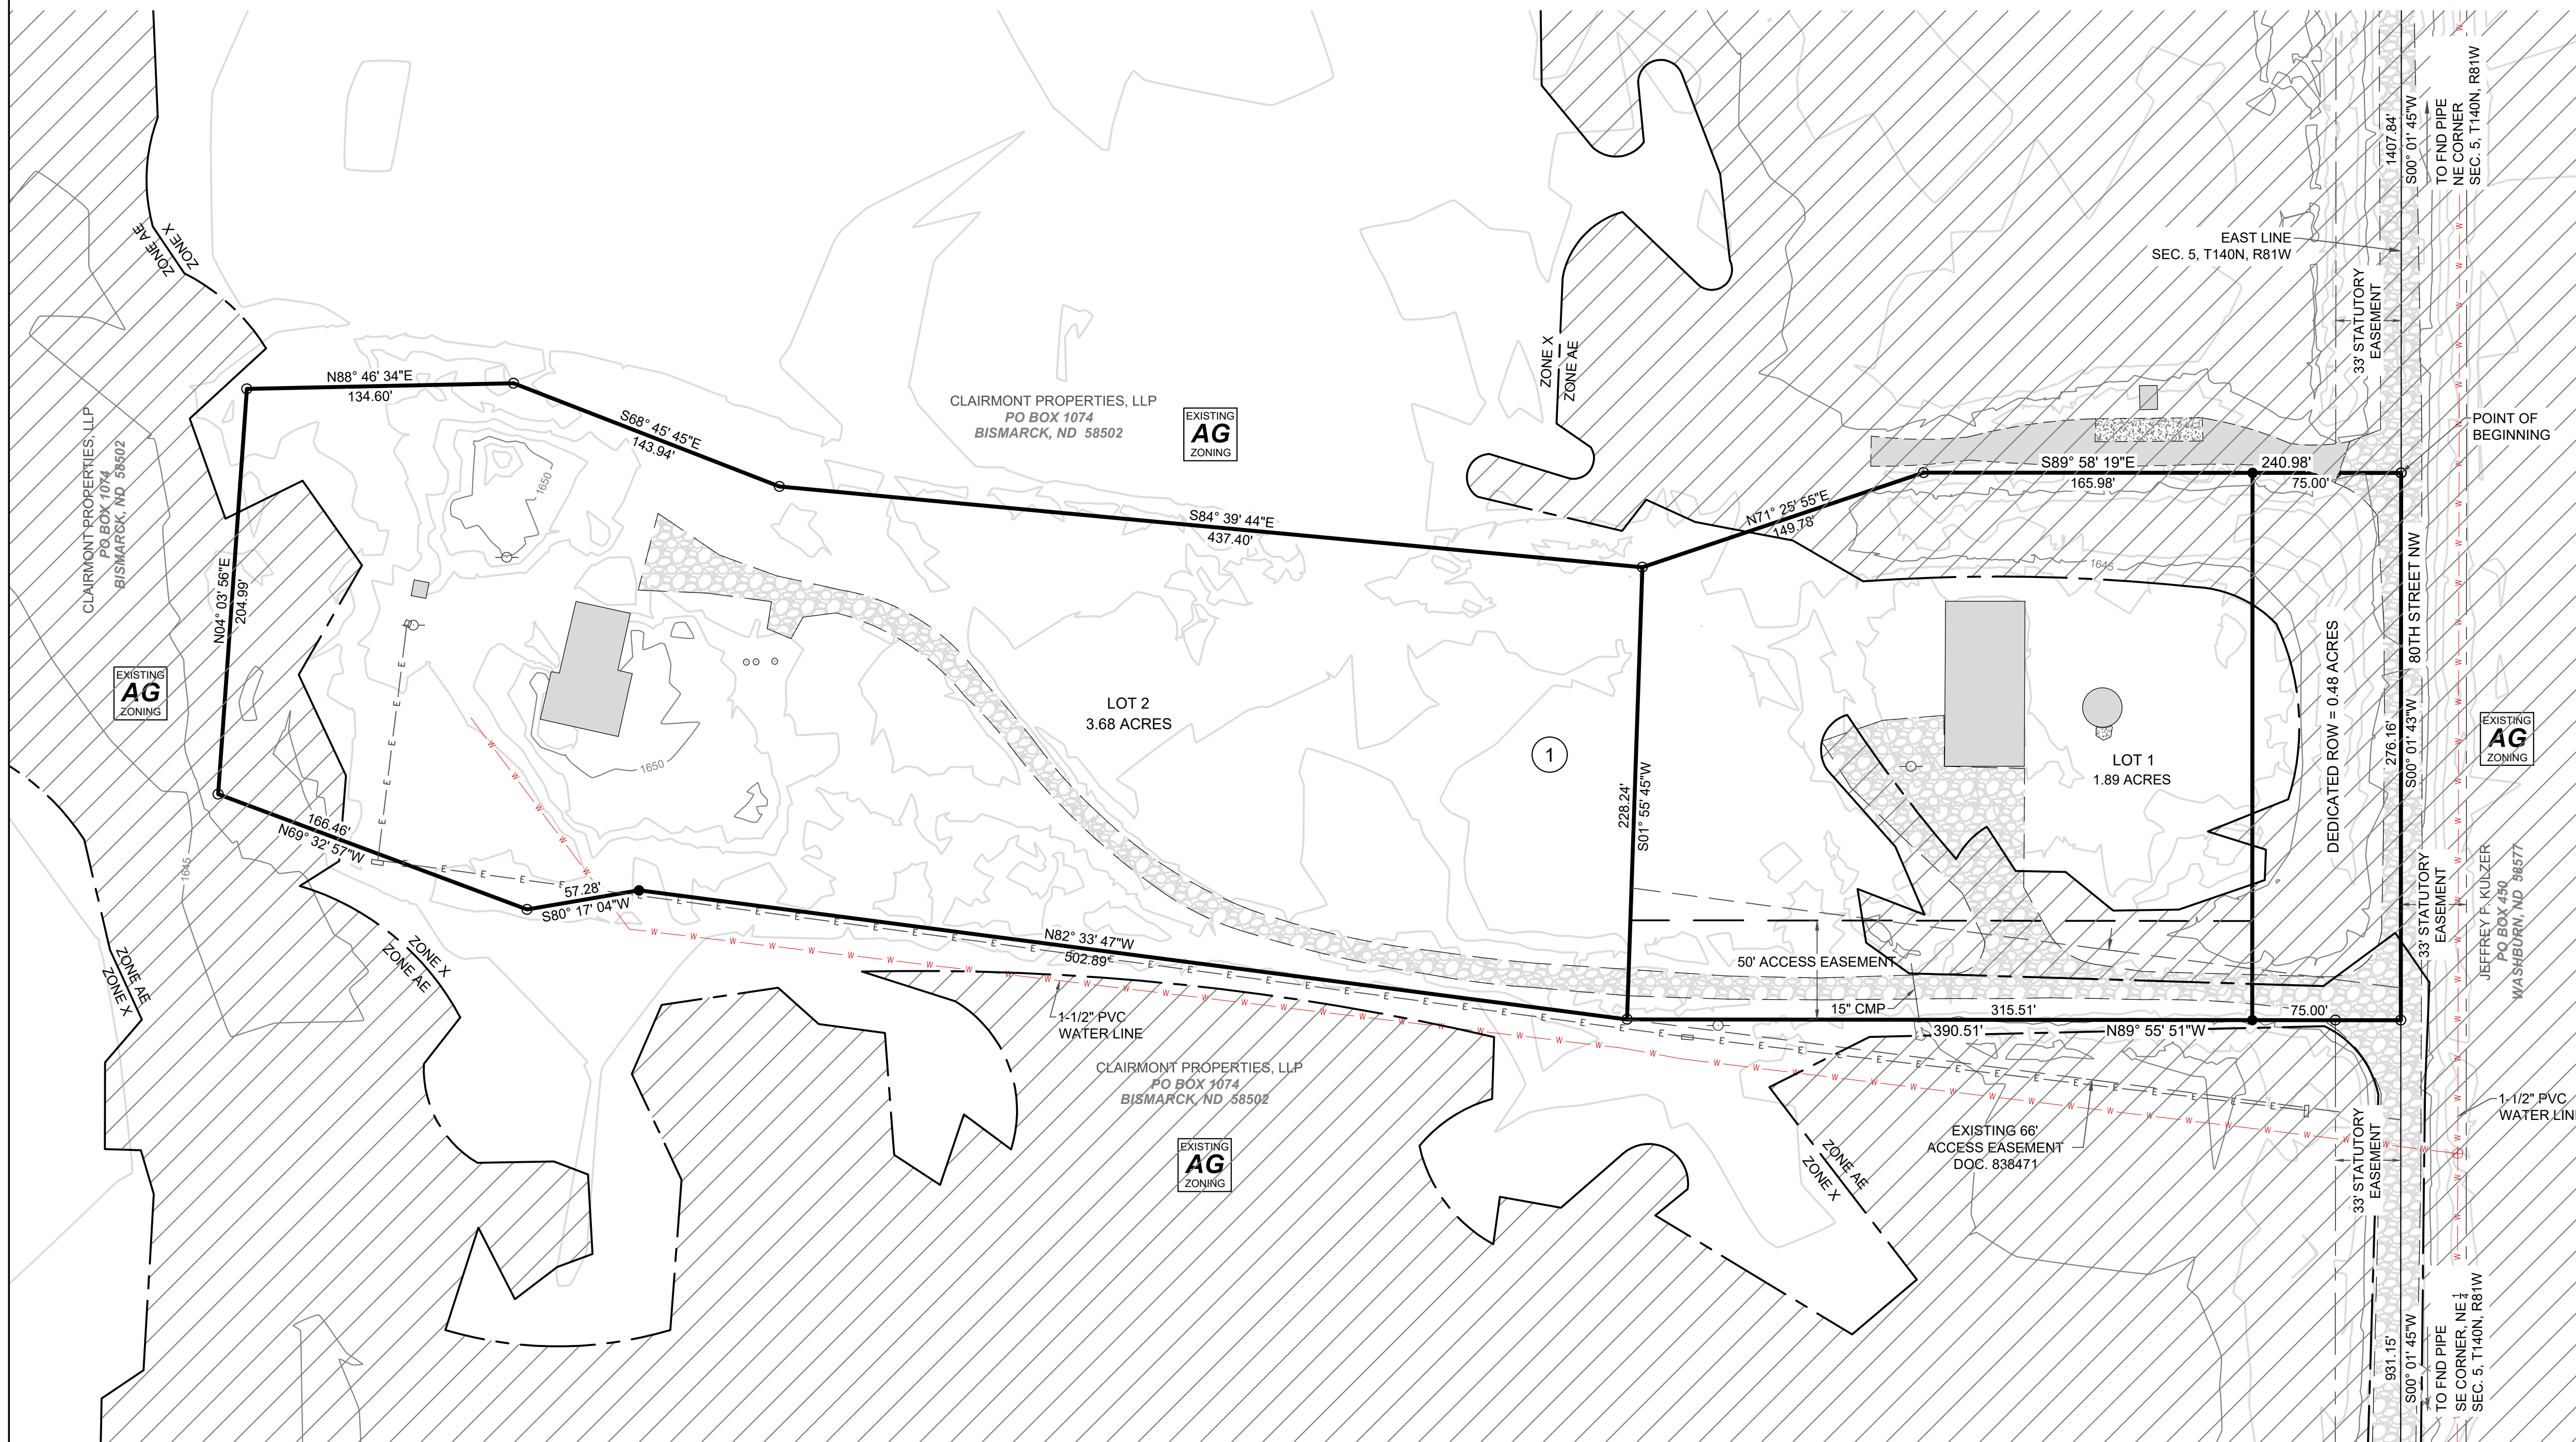 1407.84'
S00° 01' 45"W
TO FND PIPE
NE CORNER
SEC. 5, T140N, R81W
ZONE X
ZONE AE
EAST LINE
SEC. 5, T140N, R81W
33' STATUTORY
EASEMENT
ZONE X
ZONE AE
N88° 46' 34"E
134.60'
S68° 45' 45"E
143.94'
CLAIRMONT PROPERTIES, LLP
PO BOX 1074
BISMARCK, ND 58502
EXISTING
AG
ZONING
POINT OF
BEGINNING
S89° 58' 19"E
240.98'
165.98'
75.00'
CLAIRMONT PROPERTIES, LLP
PO BOX 1074
BISMARCK, ND 58502
1650
S84° 39' 44"E
437.40'
N71° 25' 55"E
149.78'
1645
80TH STREET NW
N04° 03' 56"E
204.99'
EXISTING
AG
ZONING
LOT 2
3.68 ACRES
1
LOT 1
1.89 ACRES
DEDICATED ROW = 0.48 ACRES
276.16'
S00° 01' 43"W
EXISTING
AG
ZONING
1650
228.24'
S01° 55' 45"W
166.46'
N69° 32' 57"W
1645
57.28'
S80° 17' 04"W
33' STATUTORY
EASEMENT
JEFFREY F KULZER
PO BOX 450
WASHBURN, ND 58577
N82° 33' 47"W
502.89'
50' ACCESS EASEMENT
ZONE AE
ZONE X
ZONE X
ZONE AE
15" CMP
315.51'
75.00'
390.51'
N89° 55' 51"W
1-1/2" PVC
WATER LINE
CLAIRMONT PROPERTIES, LLP
PO BOX 1074
BISMARCK, ND 58502
EXISTING
AG
ZONING
1-1/2" PVC
WATER LIN
EXISTING 66'
ACCESS EASEMENT
DOC. 838471
ZONE AE
ZONE X
33' STATUTORY
EASEMENT
931.15'
S00° 01' 45"W
TO FND PIPE
SE CORNER, NE 1/4
SEC. 5, T140N, R81W